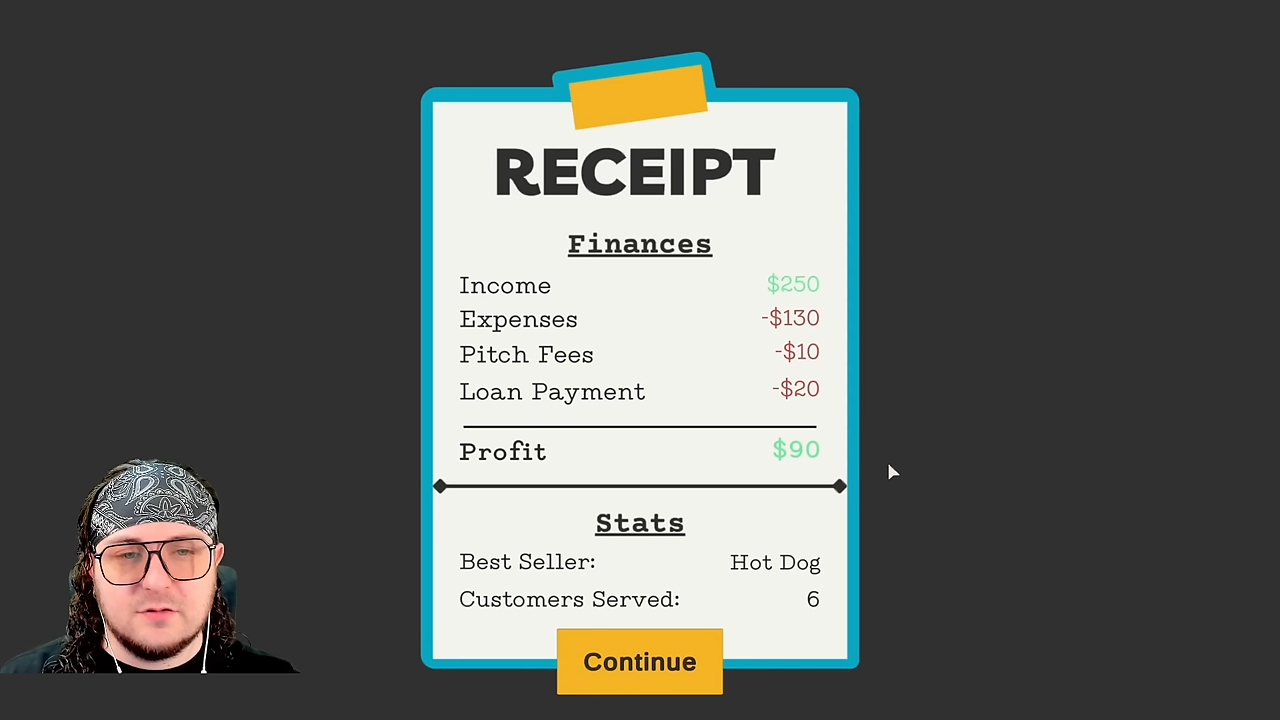 RECEIPT
Finances
Income $250
Expenses -$130
Pitch Fees -$10
Loan Payment -$20
Profit $90
Stats
Best Seller: Hot Dog
Customers Served: 6
Continue